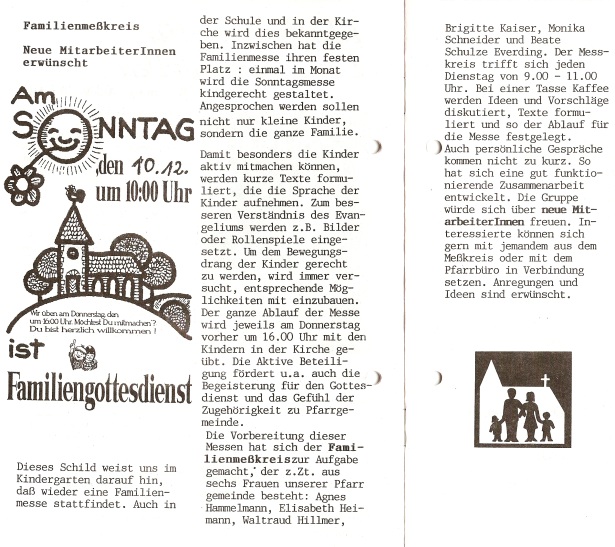 Familienmeßkreis
Neue MitarbeiterInnen
erwünscht
Am
SONNTAG
den 10.12.
um 10:00 Uhr
Wir üben am Donnerstag, den
um 16:00 Uhr. Möchtest Du mitmachen?
Du bist herzlich willkommen!
ist
Familiengottesdienst
Dieses Schild weist uns im
Kindergarten darauf hin,
daß wieder eine Familien-
messe stattfindet. Auch in
der Schule und in der Kir-
che wird dies bekanntgege-
ben. Inzwischen hat die
Familienmesse ihren festen
Platz : einmal im Monat
wird die Sonntagsmesse
kindgerecht gestaltet.
Angesprochen werden sollen
nicht nur kleine Kinder,
sondern die ganze Familie.
Damit besonders die Kinder
aktiv mitmachen können,
werden kurze Texte formu-
liert, die die Sprache der
Kinder aufnehmen. Zum bes-
seren Verständnis des Evan-
geliums werden z.B. Bilder
oder Rollenspiele einge-
setzt. Um dem Bewegungs-
drang der Kinder gerecht
zu werden, wird immer ver-
sucht, entsprechende Mög-
lichkeiten mit einzubauen.
Der ganze Ablauf der Messe
wird jeweils am Donnerstag
vorher um 16.00 Uhr mit den
Kindern in der Kirche ge-
übt. Die Aktive Beteili-
gung fördert u.a. auch die
Begeisterung für den Gottes-
dienst und das Gefühl der
Zugehörigkeit zu Pfarrge-
meinde.
Die Vorbereitung dieser
Messen hat sich der Fami-
lienmeßkreis zur Aufgabe
gemacht, der z.Zt. aus
sechs Frauen unserer Pfarr
gemeinde besteht: Agnes
Hammelmann, Elisabeth Hei-
mann, Waltraud Hillmer,
Brigitte Kaiser, Monika
Schneider und Beate
Schulze Everding. Der Mess-
kreis trifft sich jeden
Dienstag von 9.00 - 11.00
Uhr. Bei einer Tasse Kaffee
werden Ideen und Vorschläge
diskutiert, Texte formu-
liert und so der Ablauf für
die Messe festgelegt.
Auch persönliche Gespräche
kommen nicht zu kurz. So
hat sich eine gut funktio-
nierende Zusammenarbeit
entwickelt. Die Gruppe
würde sich über neue Mit-
arbeiterInnen freuen. In-
teressierte können sich
gern mit jemandem aus dem
Meßkreis oder mit dem
Pfarrbüro in Verbindung
setzen. Anregungen und
Ideen sind erwünscht.